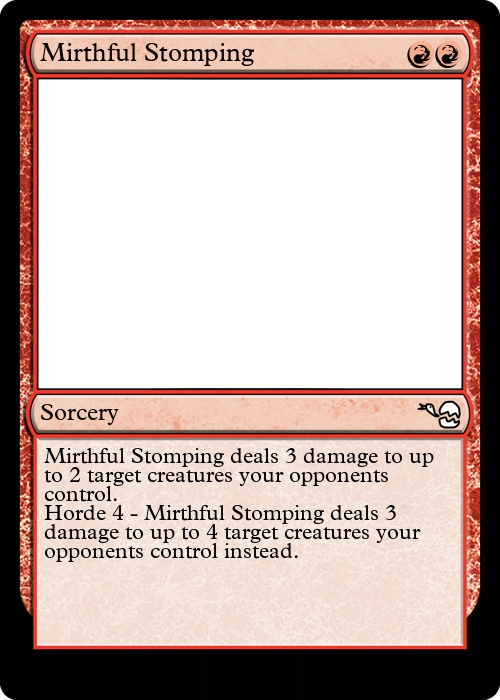 Mirthful Stomping
Sorcery
Mirthful Stomping deals 3 damage to up
to 2 target creatures your opponents
control.
Horde 4 - Mirthful Stomping deals 3
damage to up to 4 target creatures your
opponents control instead.